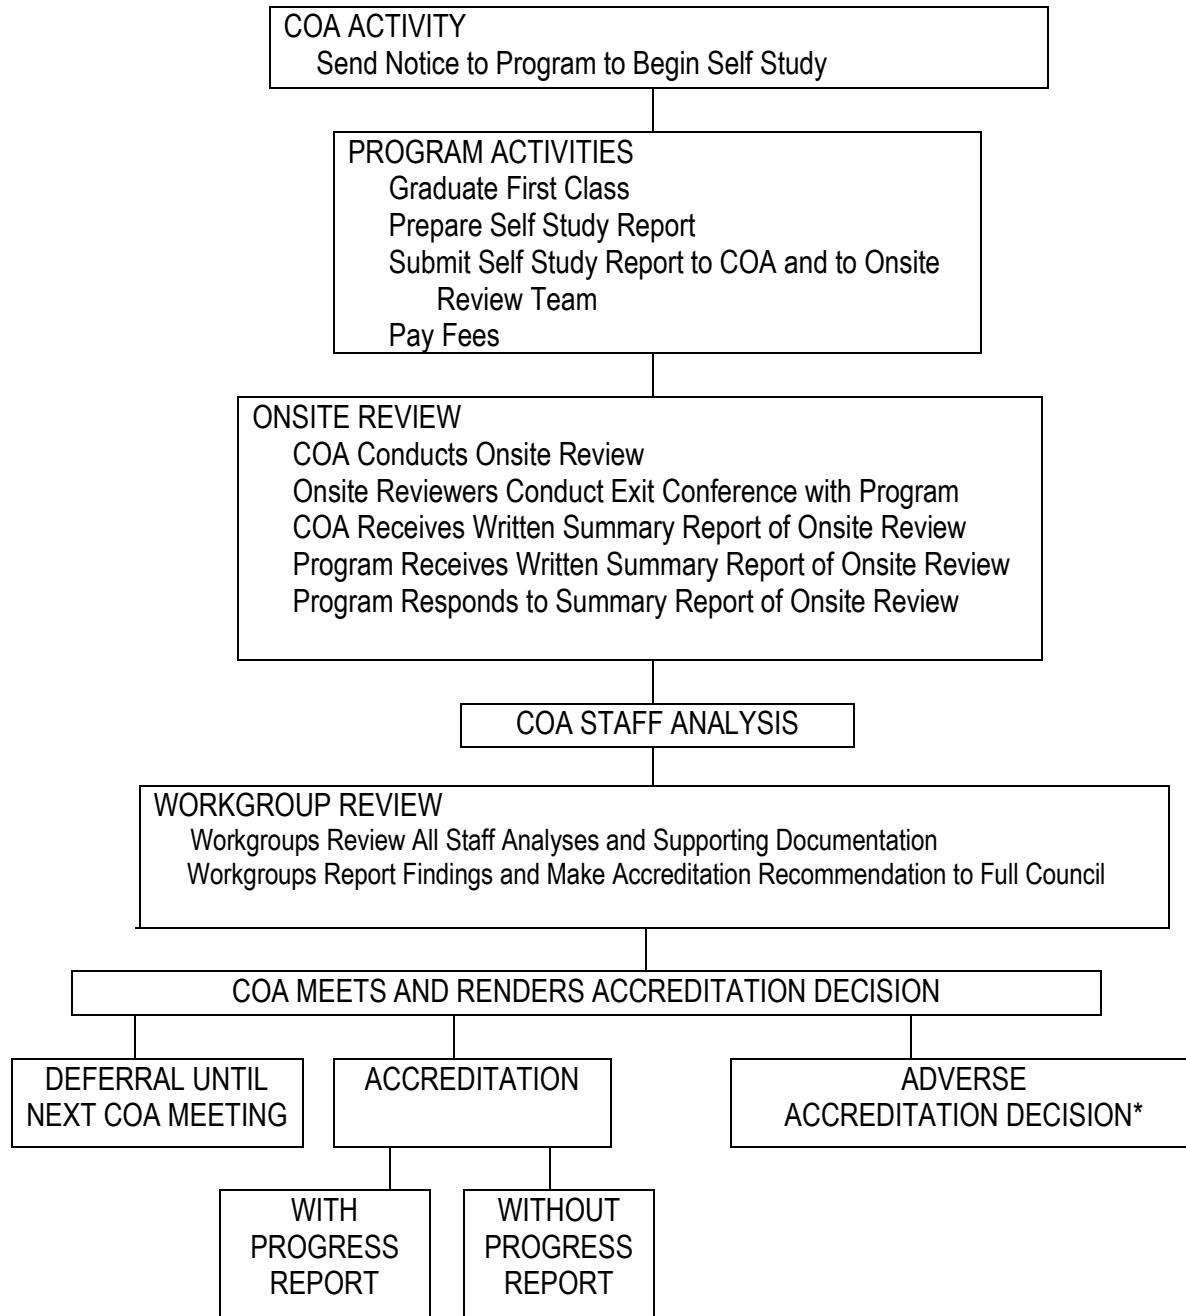 COA ACTIVITY
Send Notice to Program to Begin Self Study
PROGRAM ACTIVITIES
Graduate First Class
Prepare Self Study Report
Submit Self Study Report to COA and to Onsite
Review Team
Pay Fees
ONSITE REVIEW
COA Conducts Onsite Review
Onsite Reviewers Conduct Exit Conference with Program
COA Receives Written Summary Report of Onsite Review
Program Receives Written Summary Report of Onsite Review
Program Responds to Summary Report of Onsite Review
COA STAFF ANALYSIS
WORKGROUP REVIEW
Workgroups Review All Staff Analyses and Supporting Documentation
Workgroups Report Findings and Make Accreditation Recommendation to Full Council
COA MEETS AND RENDERS ACCREDITATION DECISION
DEFERRAL UNTIL
NEXT COA MEETING
ACCREDITATION
ADVERSE
ACCREDITATION DECISION*
WITH
PROGRESS
REPORT
WITHOUT
PROGRESS
REPORT